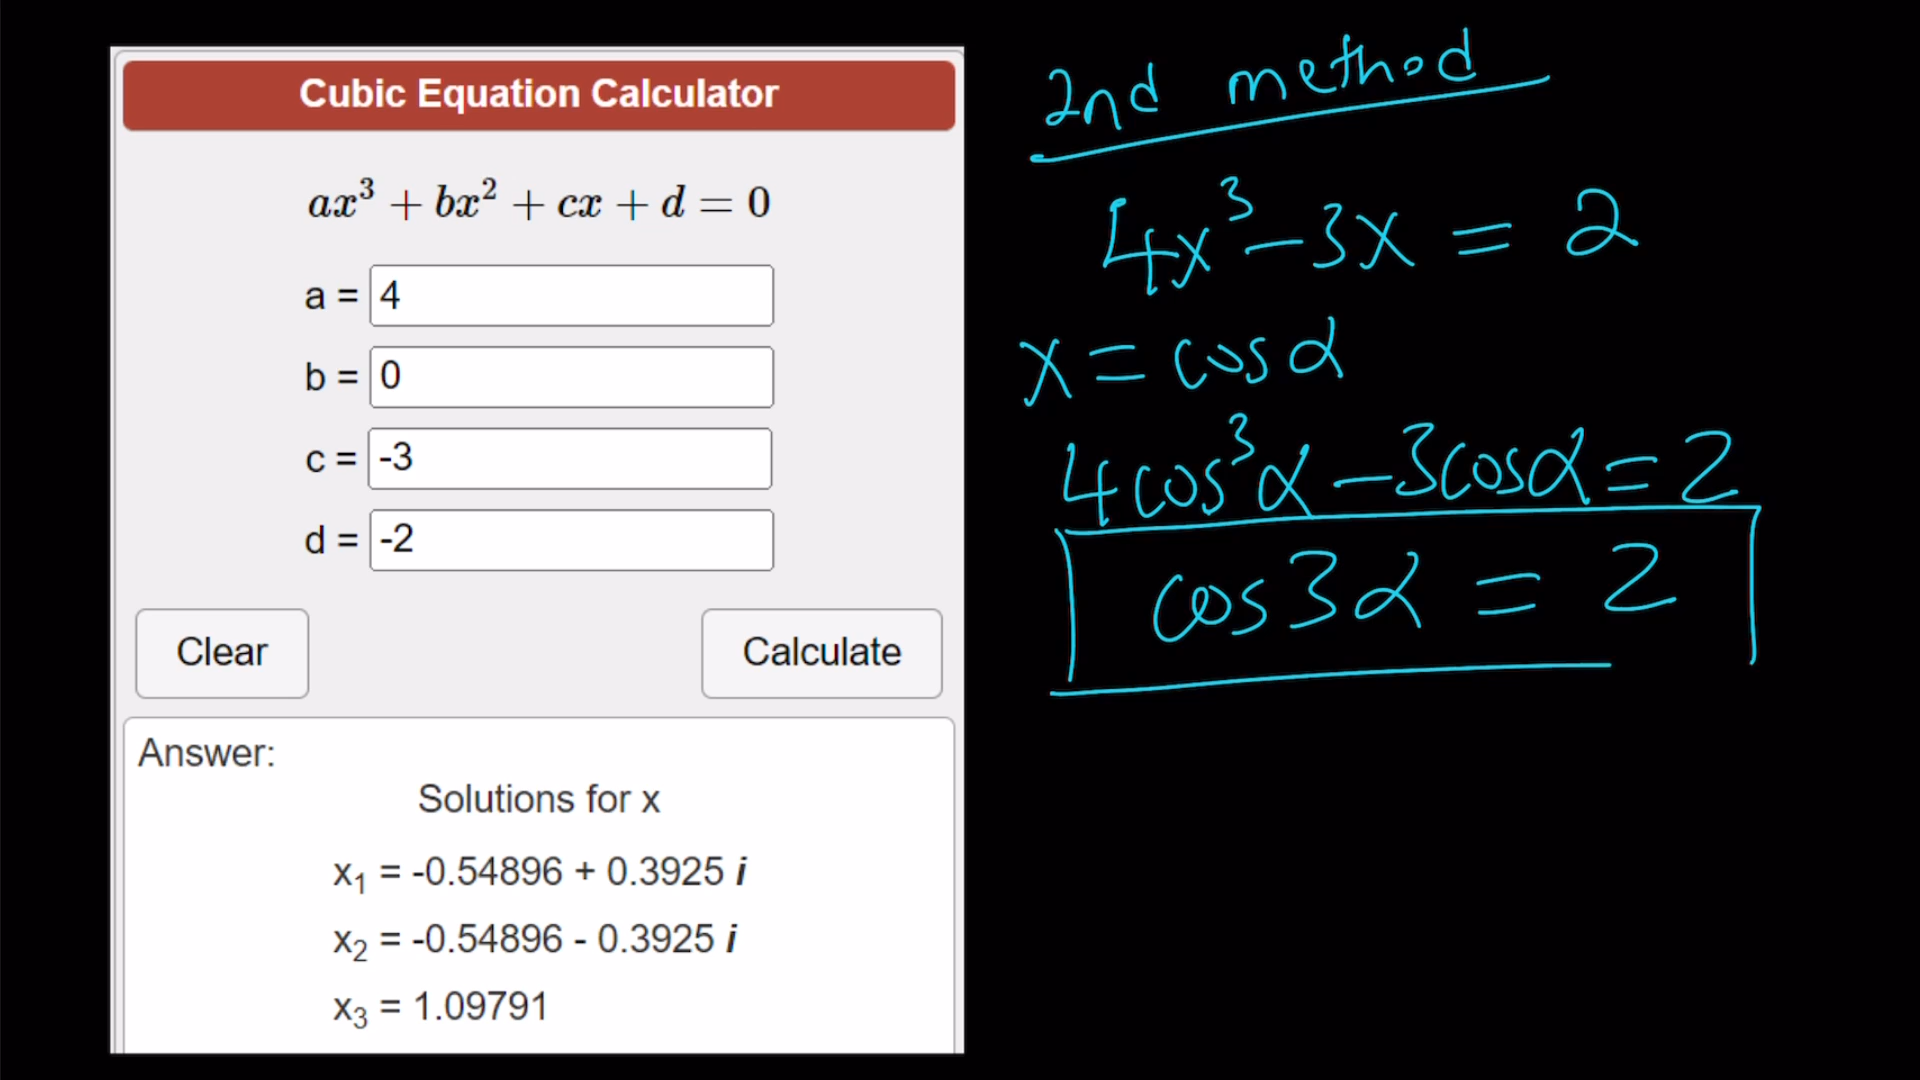 Cubic Equation Calculator
ax³ + bx² + cx + d = 0
a = 4
b = 0
c = -3
d = -2
Clear
Calculate
Answer:
Solutions for x
x₁ = -0.54896 + 0.3925 i
x₂ = -0.54896 - 0.3925 i
x₃ = 1.09791
2nd method
4x³ - 3x = 2
x = cos α
4cos³α - 3cosα = 2
cos 3α = 2